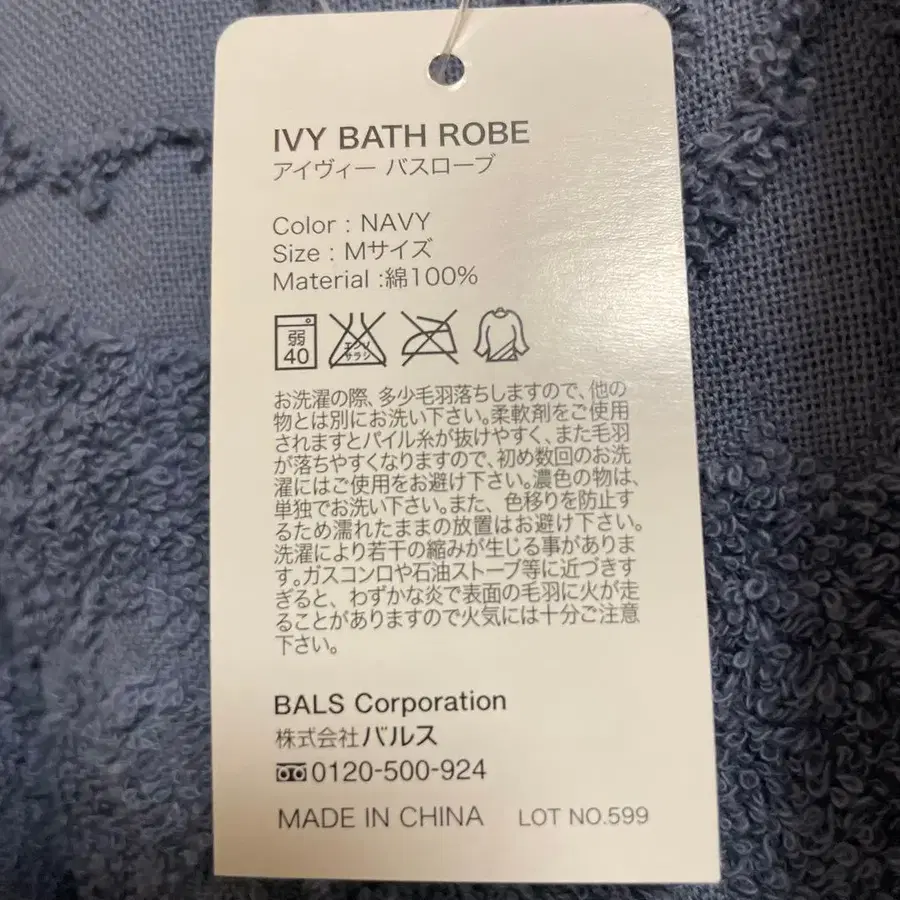 IVY BATH ROBE
アイヴィー バスローブ
Color : NAVY
Size : Mサイズ
Material :綿100%
弱
40
エンソ
サラシ
お洗濯の際、多少毛羽落ちしますので、他の
物とは別にお洗い下さい。柔軟剤をご使用
されますとパイル糸が抜けやすく、また毛羽
が落ちやすくなりますので、初め数回のお洗
濯にはご使用をお避け下さい。濃色の物は、
単独でお洗い下さい。また、色移りを防止す
るため濡れたままの放置はお避け下さい。
洗濯により若干の縮みが生じる事がありま
す。ガスコンロや石油ストーブ等に近づきす
ぎると、わずかな炎で表面の毛羽に火が走
ることがありますので火気には十分ご注意
下さい。
BALS Corporation
株式会社バルス
0120-500-924
MADE IN CHINA LOT NO.599